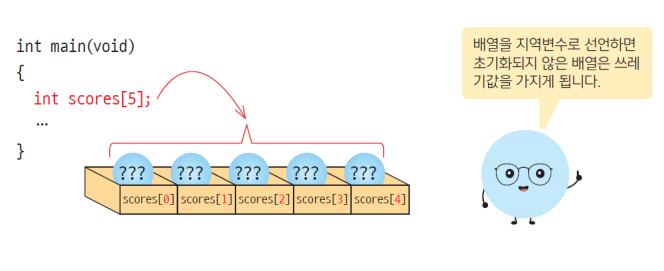 int main(void)
{
int scores[5];
…
}
??? ??? ??? ??? ???
scores[0] scores[1] scores[2] scores[3] scores[4]
배열을 지역변수로 선언하면
초기화되지 않은 배열은 쓰레
기값을 가지게 됩니다.